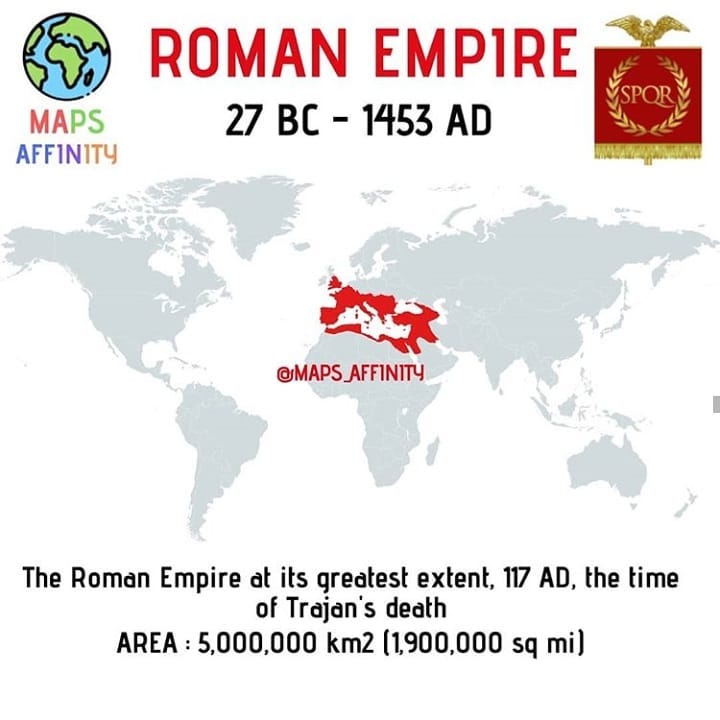 ROMAN EMPIRE
27 BC - 1453 AD
SPQR
MAPS
AFFINITY
@MAPS_AFFINITY
The Roman Empire at its greatest extent, 117 AD, the time
of Trajan's death
AREA : 5,000,000 km2 (1,900,000 sq mi)